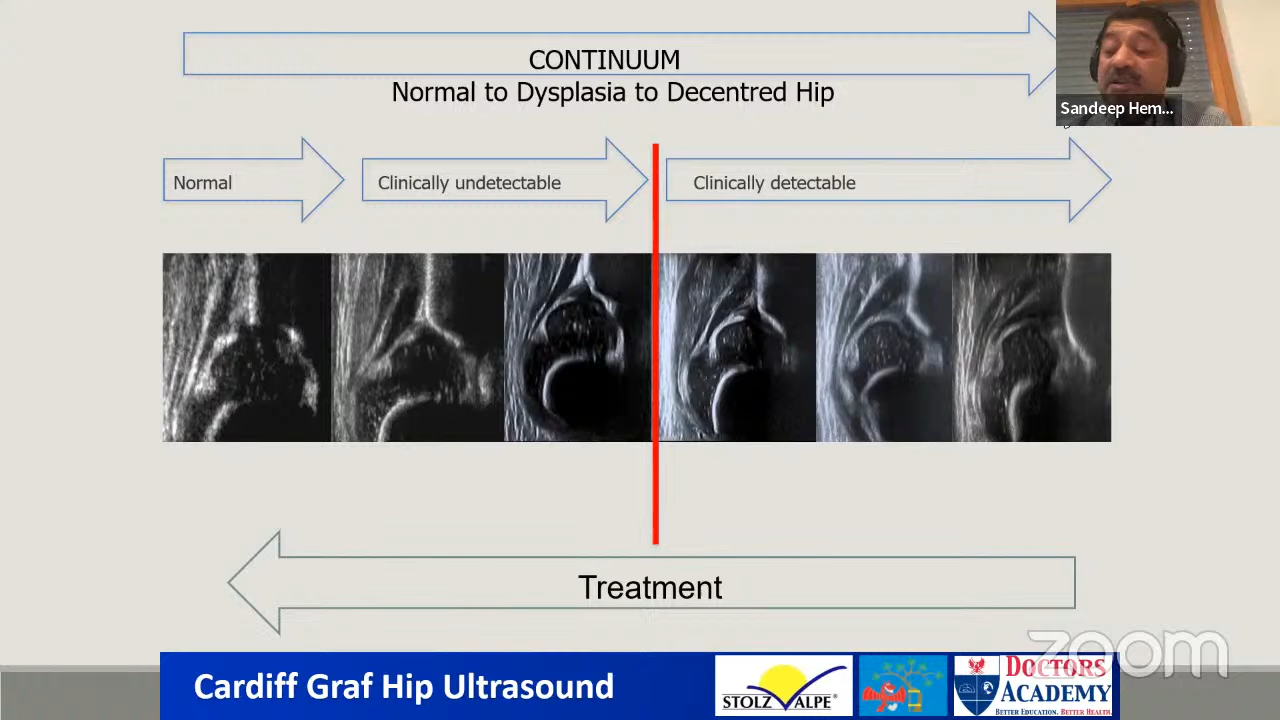 CONTINUUM
Normal to Dysplasia to Decentred Hip
Sandeep Hem...
Normal
Clinically undetectable
Clinically detectable
Treatment
zoom
Cardiff Graf Hip Ultrasound
STOLZALPE®
DOCTORS
ACADEMY
BETTER EDUCATION. BETTER HEALTH.